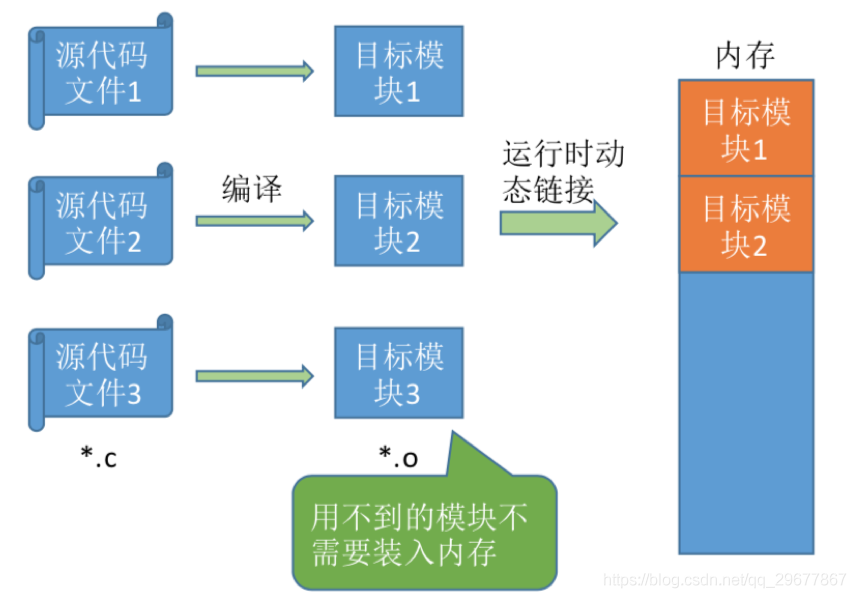 源代码
文件1
目标模
块1
内存
目标模
块1
源代码
文件2
编译
目标模
块2
运行时动
态链接
目标模
块2
源代码
文件3
目标模
块3
*.c
*.o
用不到的模块不
需要装入内存
https://blog.csdn.net/qq_29677867